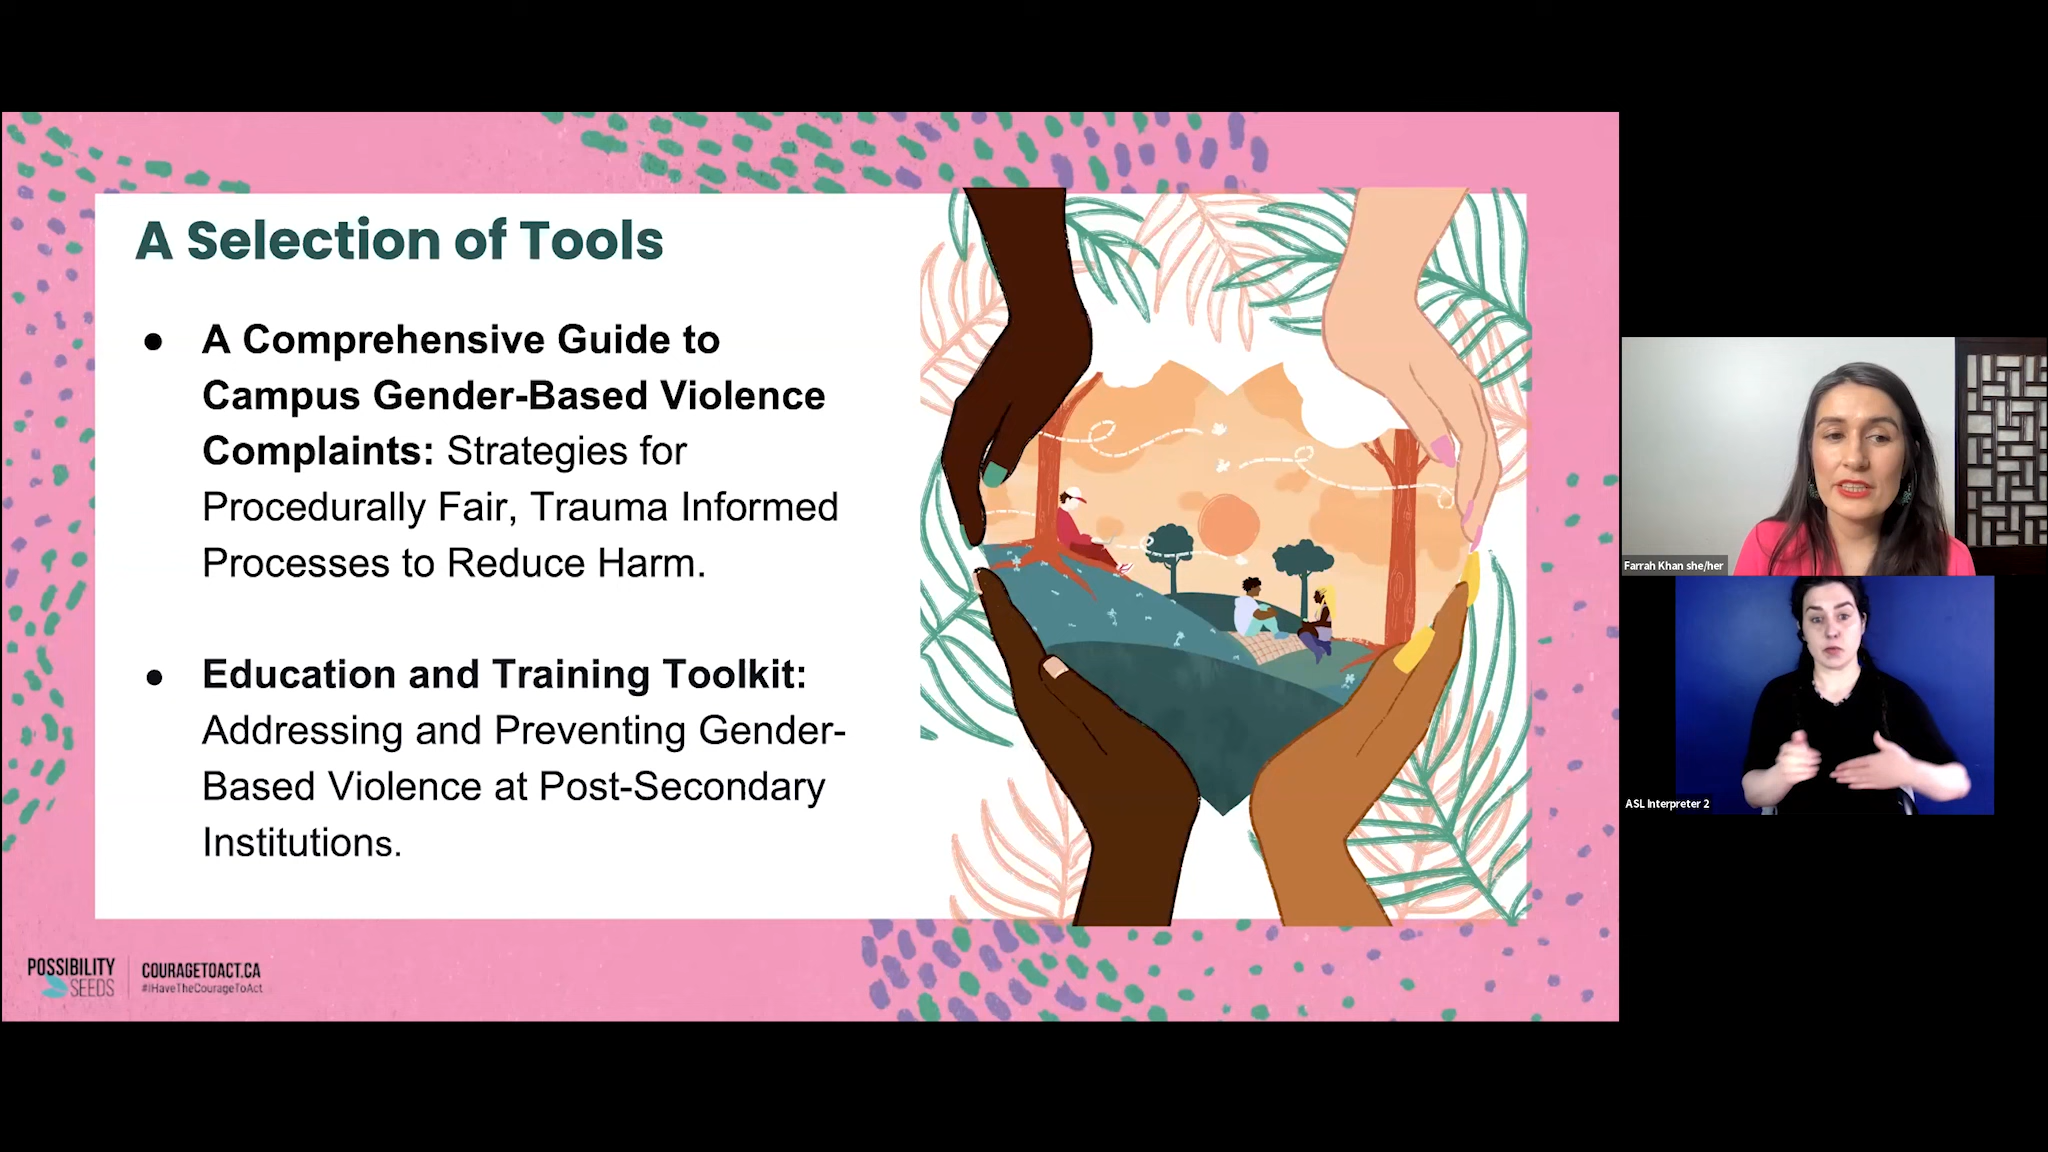 A Selection of Tools
● A Comprehensive Guide to
Campus Gender-Based Violence
Complaints: Strategies for
Procedurally Fair, Trauma Informed
Processes to Reduce Harm.
● Education and Training Toolkit:
Addressing and Preventing Gender-
Based Violence at Post-Secondary
Institutions.
POSSIBILITY
SEEDS
COURAGETOACT.CA
#IHaveTheCourageToAct
Farrah Khan she/her
ASL Interpreter 2